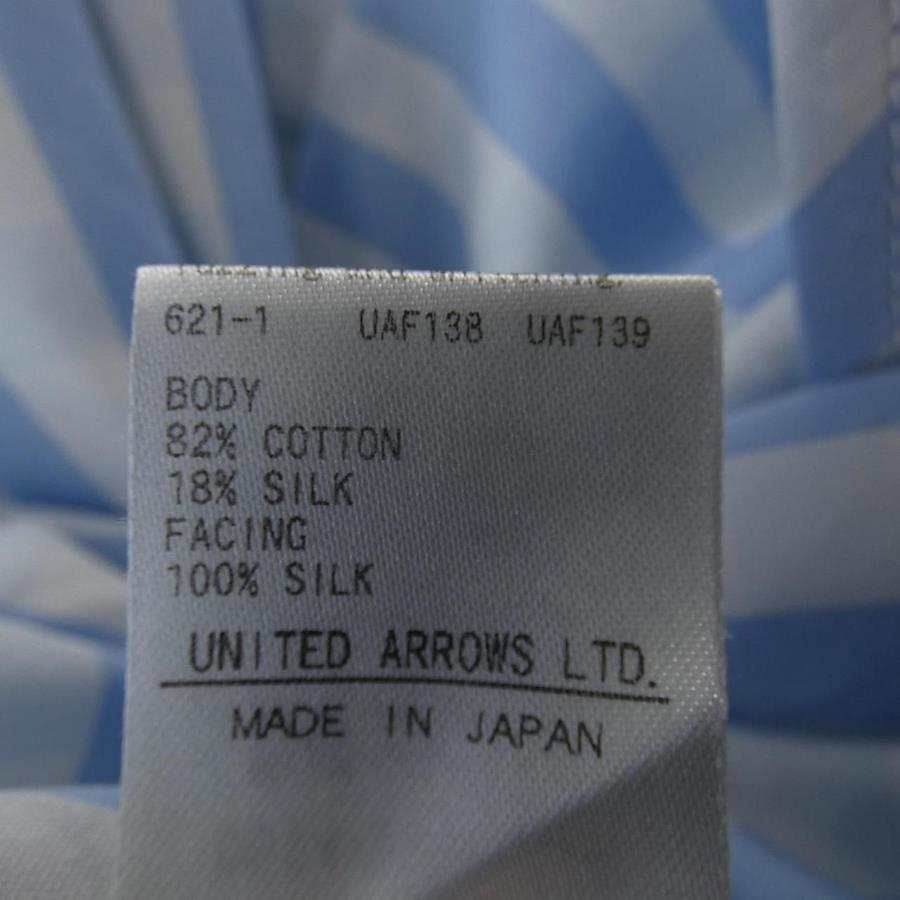 621-1 UAF138 UAF139
BODY
82% COTTON
18% SILK
FACING
100% SILK
UNITED ARROWS LTD.
MADE IN JAPAN